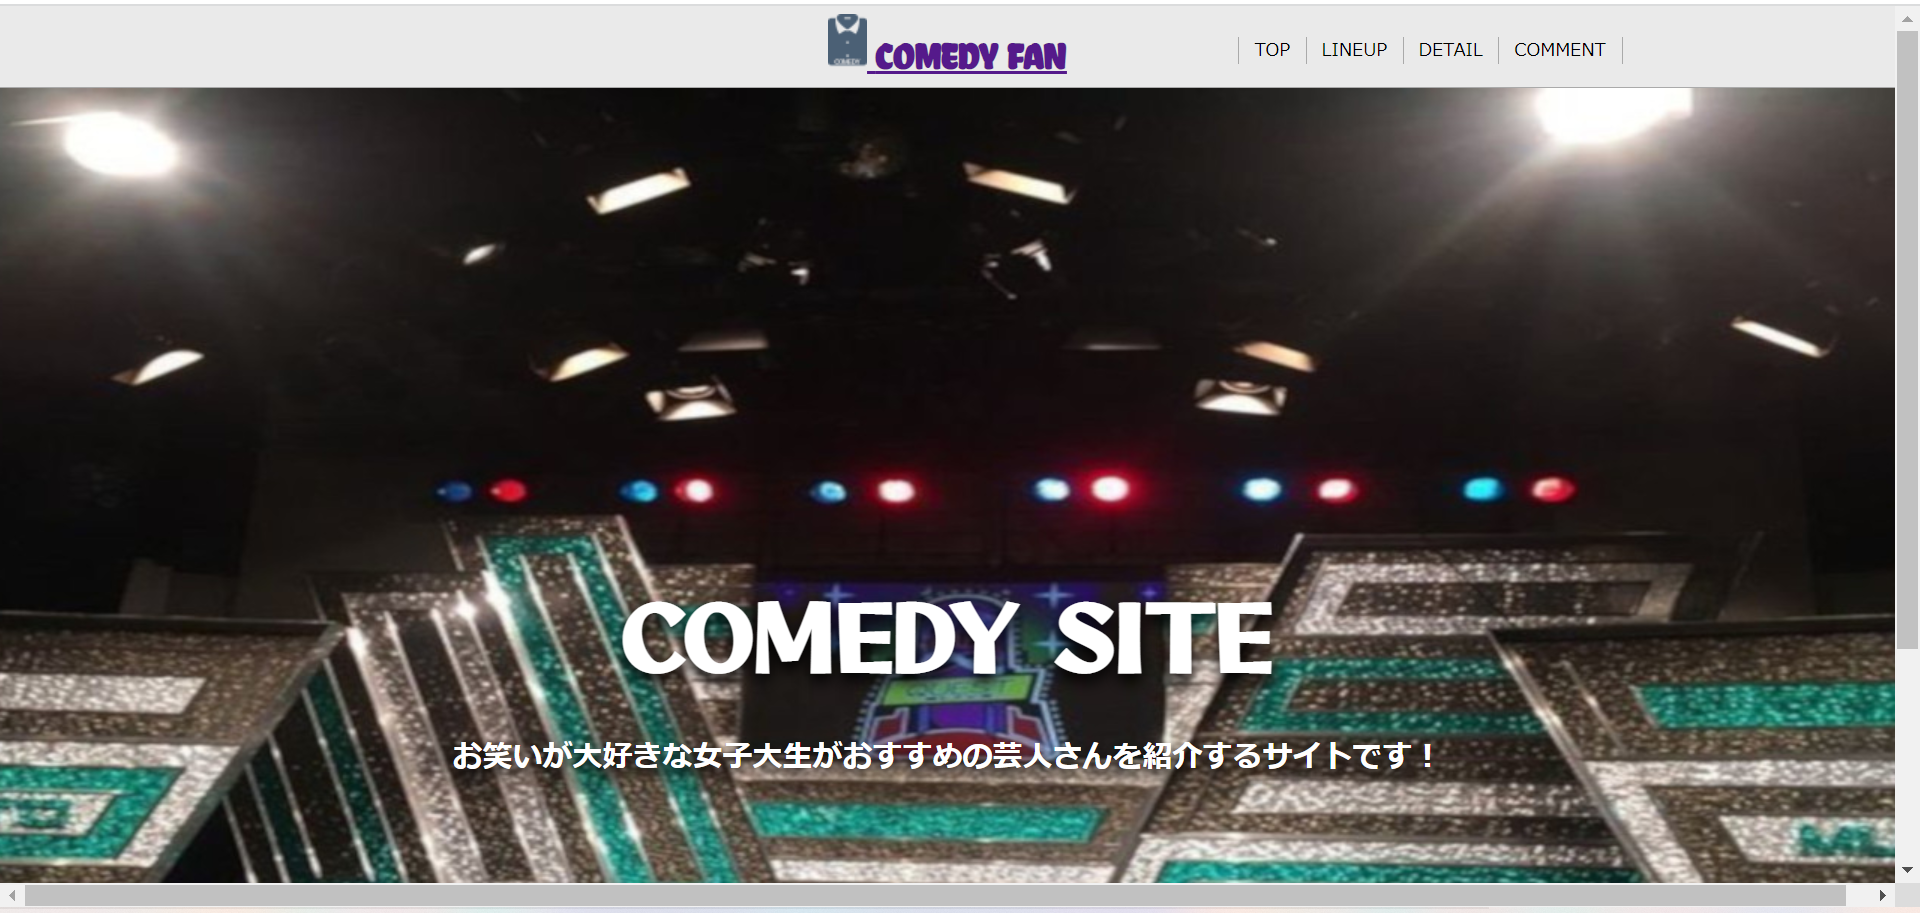 COMEDY
COMEDY FAN
TOP
LINEUP
DETAIL
COMMENT
COMEDY SITE
お笑いが大好きな女子大生がおすすめの芸人さんを紹介するサイトです！